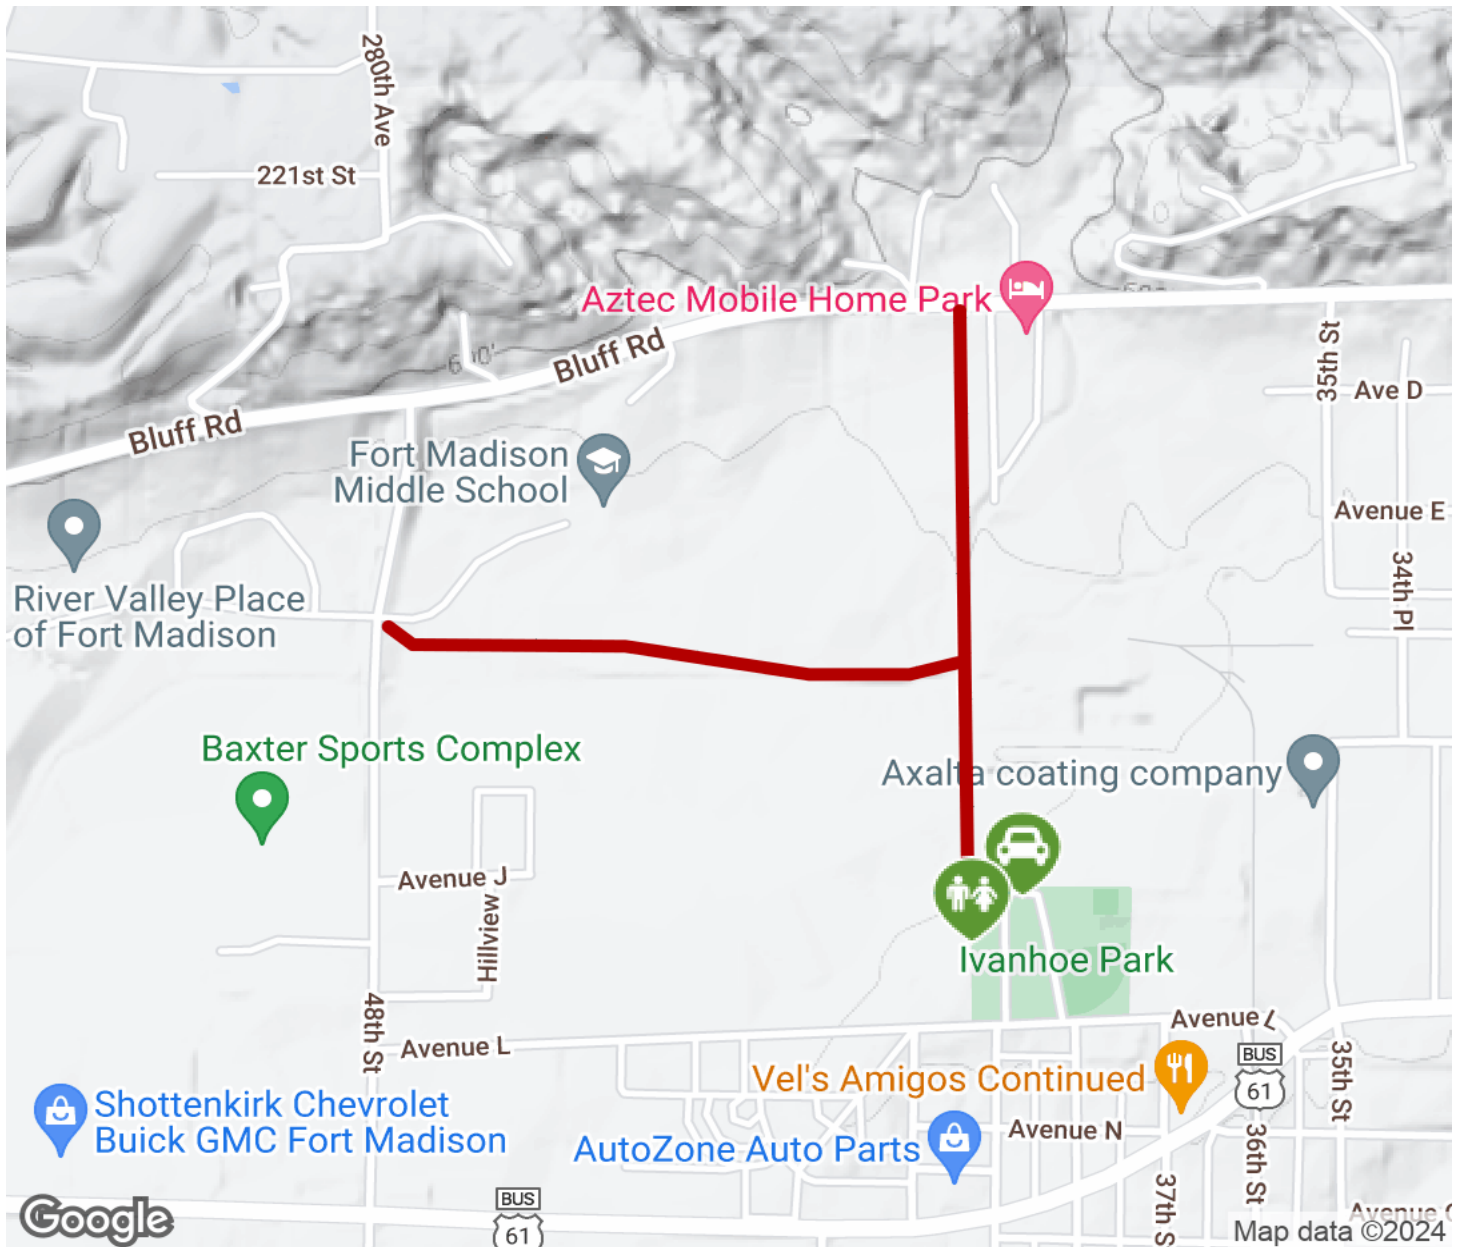 280th Ave
221st St
Aztec Mobile Home Park
Bluff Rd
600'
35th St
Ave D
Bluff Rd
Fort Madison
Middle School
Avenue E
34th Pl
River Valley Place
of Fort Madison
Baxter Sports Complex
Axalta coating company
Avenue J
Hillview
Ivanhoe Park
48th St
Avenue L
Avenue L
BUS
61
35th St
Vel's Amigos Continued
Shottenkirk Chevrolet
Buick GMC Fort Madison
Avenue N
AutoZone Auto Parts
36th St
37th S
BUS
61
Google
Avenue
Map data ©2024